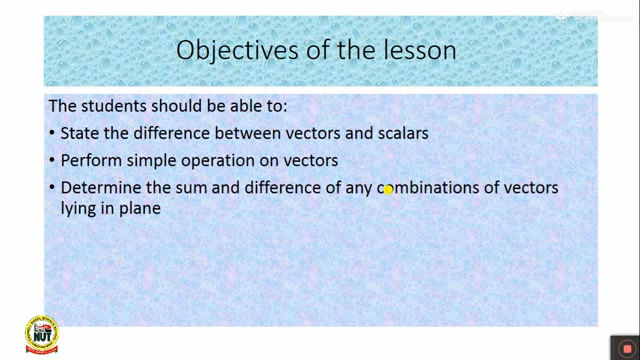 Objectives of the lesson
The students should be able to:
• State the difference between vectors and scalars
• Perform simple operation on vectors
• Determine the sum and difference of any combinations of vectors
lying in plane
NUT